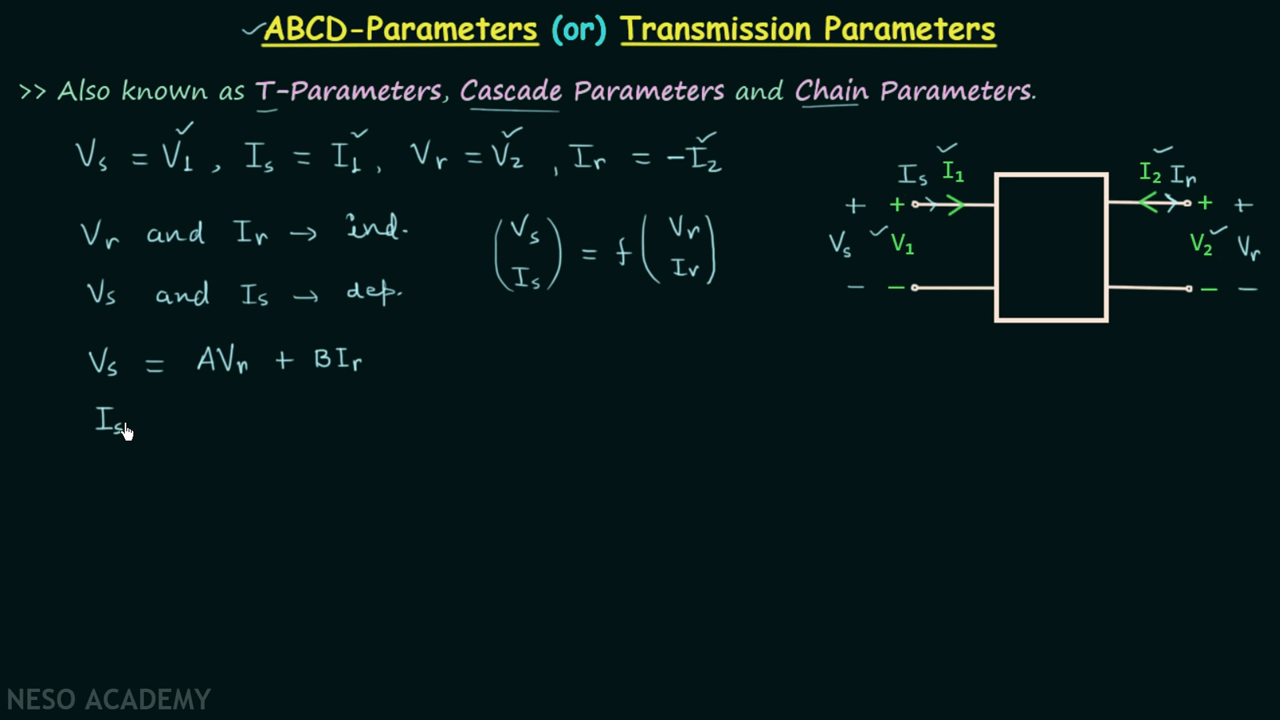 ABCD-Parameters (or) Transmission Parameters
>> Also known as T-Parameters, Cascade Parameters and Chain Parameters.
Vs = V1 , Is = I1 , Vr = V2 , Ir = -I2
Is I1 I2 Ir
+ + + +
Vs V1 V2 Vr
- - - -
Vr and Ir → ind.
(Vs Is) = f (Vr Ir)
Vs and Is → dep.
Vs = AVr + BIr
Is
NESO ACADEMY